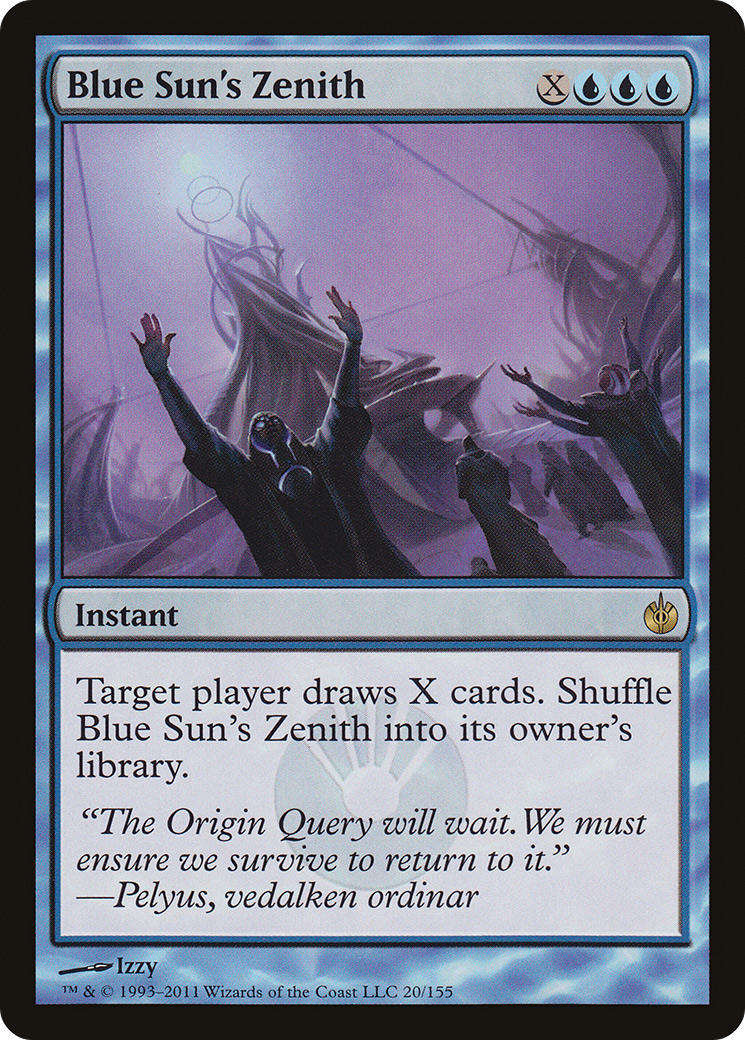 Blue Sun's Zenith X
Instant
Target player draws X cards. Shuffle
Blue Sun's Zenith into its owner's
library.
“The Origin Query will wait. We must
ensure we survive to return to it.”
—Pelyus, vedalken ordinar
Izzy
™ & © 1993–2011 Wizards of the Coast LLC 20/155